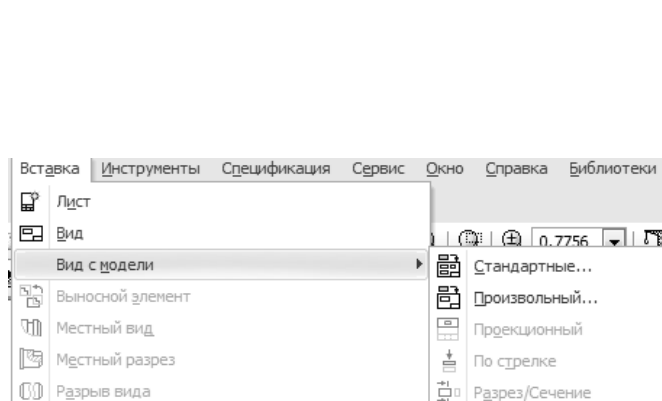 Вставка Инструменты Спецификация Сервис Окно Справка Библиотеки
Лист
Вид
0.7756
Вид с модели
Стандартные...
Выносной элемент
Произвольный...
Местный вид
Проекционный
Местный разрез
По стрелке
Разрыв вида
Разрез/Сечение